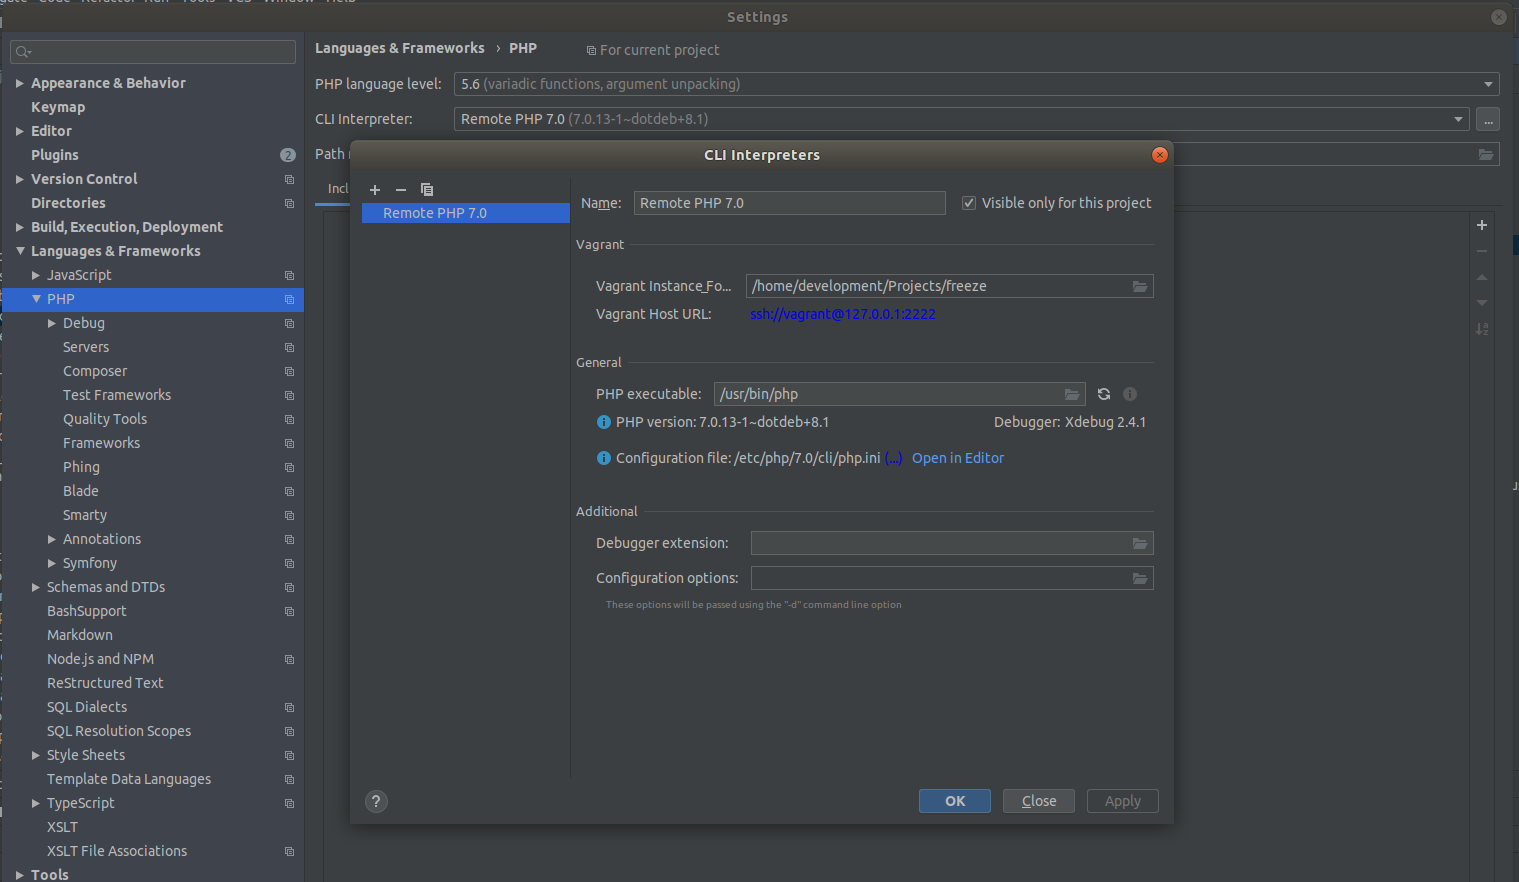 Settings
Languages & Frameworks › PHP
For current project
PHP language level: 5.6 (variadic functions, argument unpacking)
CLI Interpreter: Remote PHP 7.0 (7.0.13-1~dotdeb+8.1) ...
Path
Incl
Appearance & Behavior
Keymap
Editor
Plugins 2
Version Control
Directories
Build, Execution, Deployment
Languages & Frameworks
JavaScript
PHP
Debug
Servers
Composer
Test Frameworks
Quality Tools
Frameworks
Phing
Blade
Smarty
Annotations
Symfony
Schemas and DTDs
BashSupport
Markdown
Node.js and NPM
ReStructured Text
SQL Dialects
SQL Resolution Scopes
Style Sheets
Template Data Languages
TypeScript
XSLT
XSLT File Associations
Tools
CLI Interpreters
Remote PHP 7.0
Name: Remote PHP 7.0
Visible only for this project
Vagrant
Vagrant Instance_Fo... /home/development/Projects/freeze
Vagrant Host URL: ssh://vagrant@127.0.0.1:2222
General
PHP executable: /usr/bin/php
PHP version: 7.0.13-1~dotdeb+8.1 Debugger: Xdebug 2.4.1
Configuration file: /etc/php/7.0/cli/php.ini (...) Open in Editor
Additional
Debugger extension:
Configuration options:
These options will be passed using the "-d" command line option
? OK Close Apply